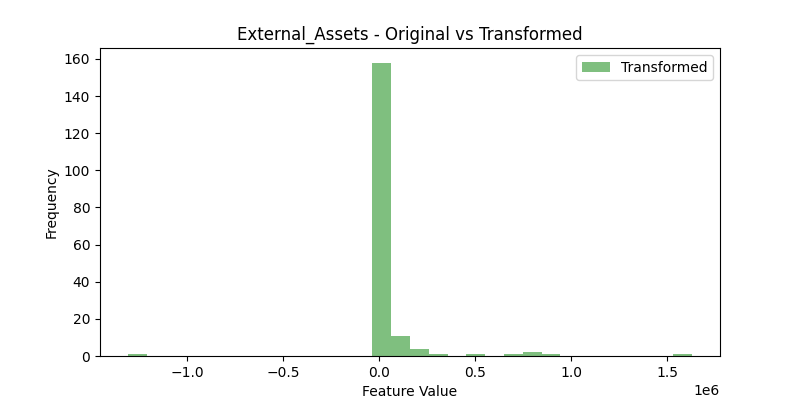 External_Assets - Original vs Transformed
Transformed
Frequency
160
140
120
100
80
60
40
20
0
−1.0 −0.5 0.0 0.5 1.0 1.5
1e6
Feature Value